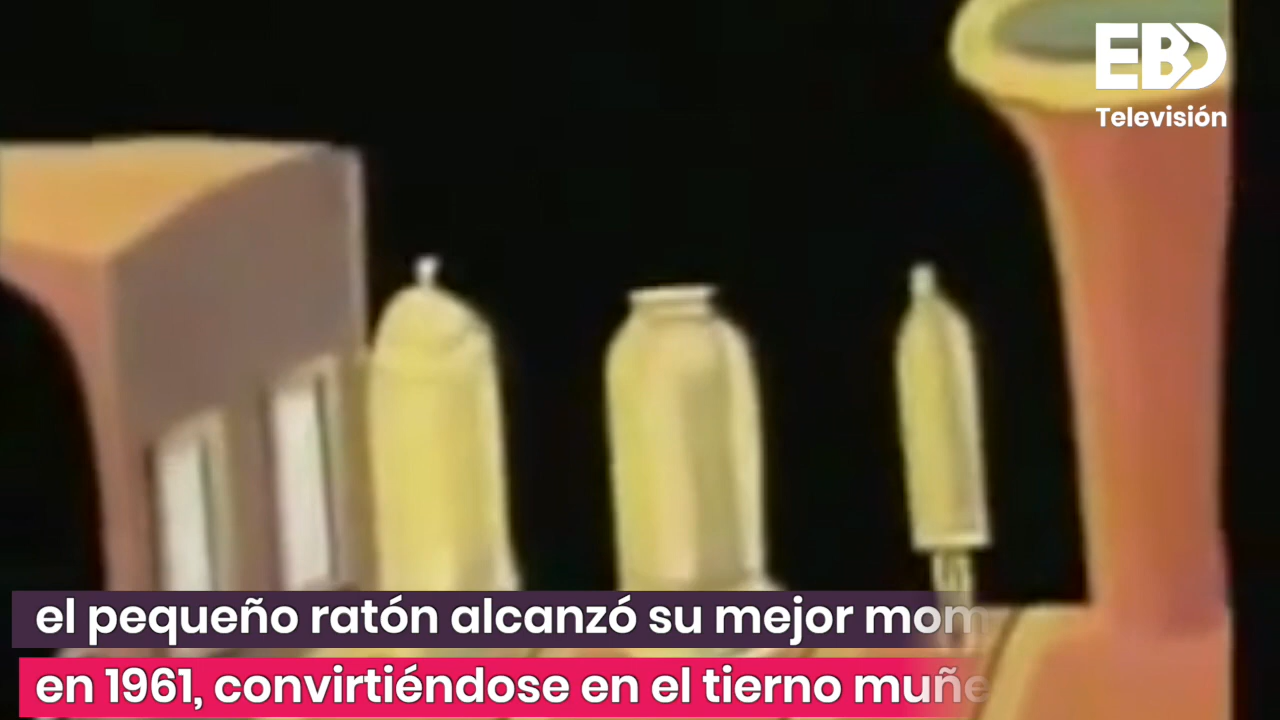 EBD
Televisión
el pequeño ratón alcanzó su mejor mom
en 1961, convirtiéndose en el tierno muñe